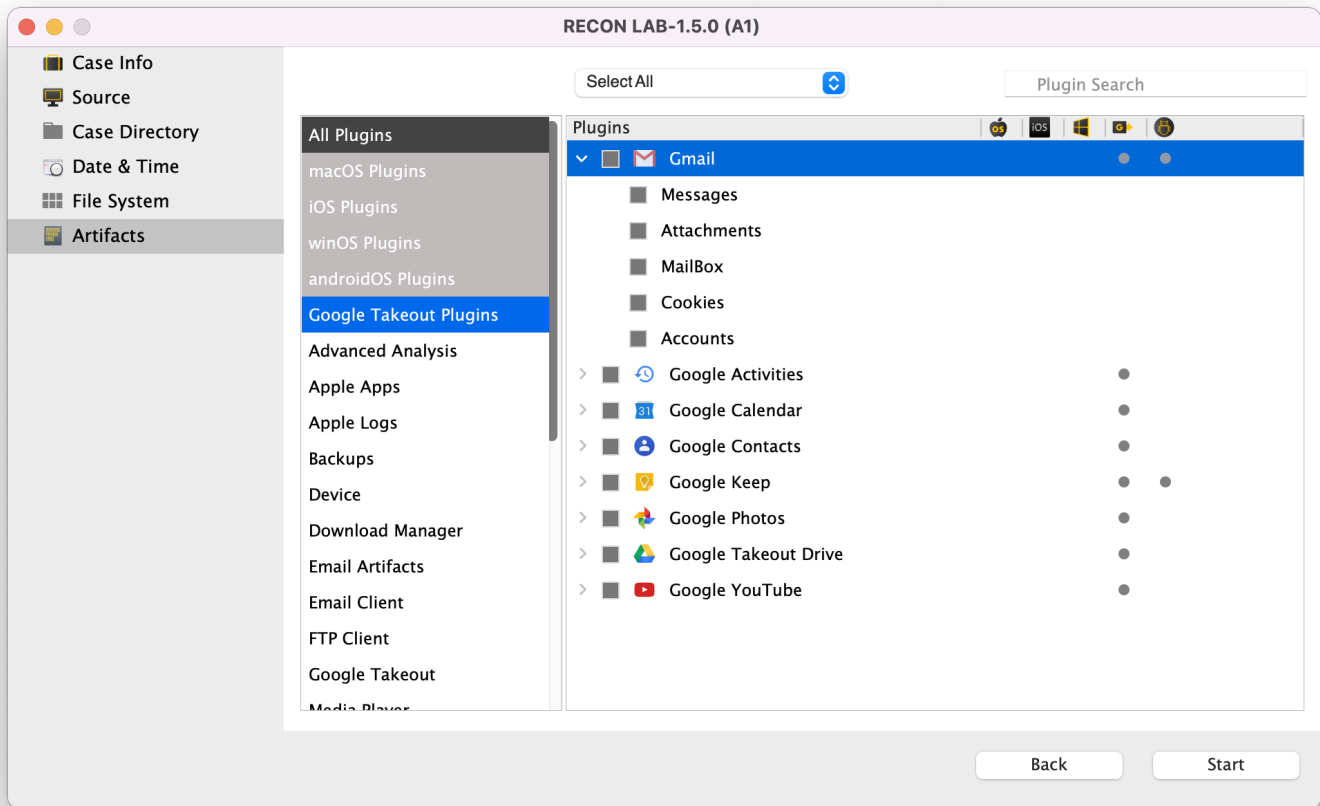 RECON LAB-1.5.0 (A1)
Case Info
Source
Case Directory
Date & Time
File System
Artifacts
Select All
Plugin Search
All Plugins
macOS Plugins
iOS Plugins
winOS Plugins
androidOS Plugins
Google Takeout Plugins
Advanced Analysis
Apple Apps
Apple Logs
Backups
Device
Download Manager
Email Artifacts
Email Client
FTP Client
Google Takeout
Media Player
Plugins
OS
iOS
G
Gmail
Messages
Attachments
MailBox
Cookies
Accounts
Google Activities
31
Google Calendar
Google Contacts
Google Keep
Google Photos
Google Takeout Drive
Google YouTube
Back
Start